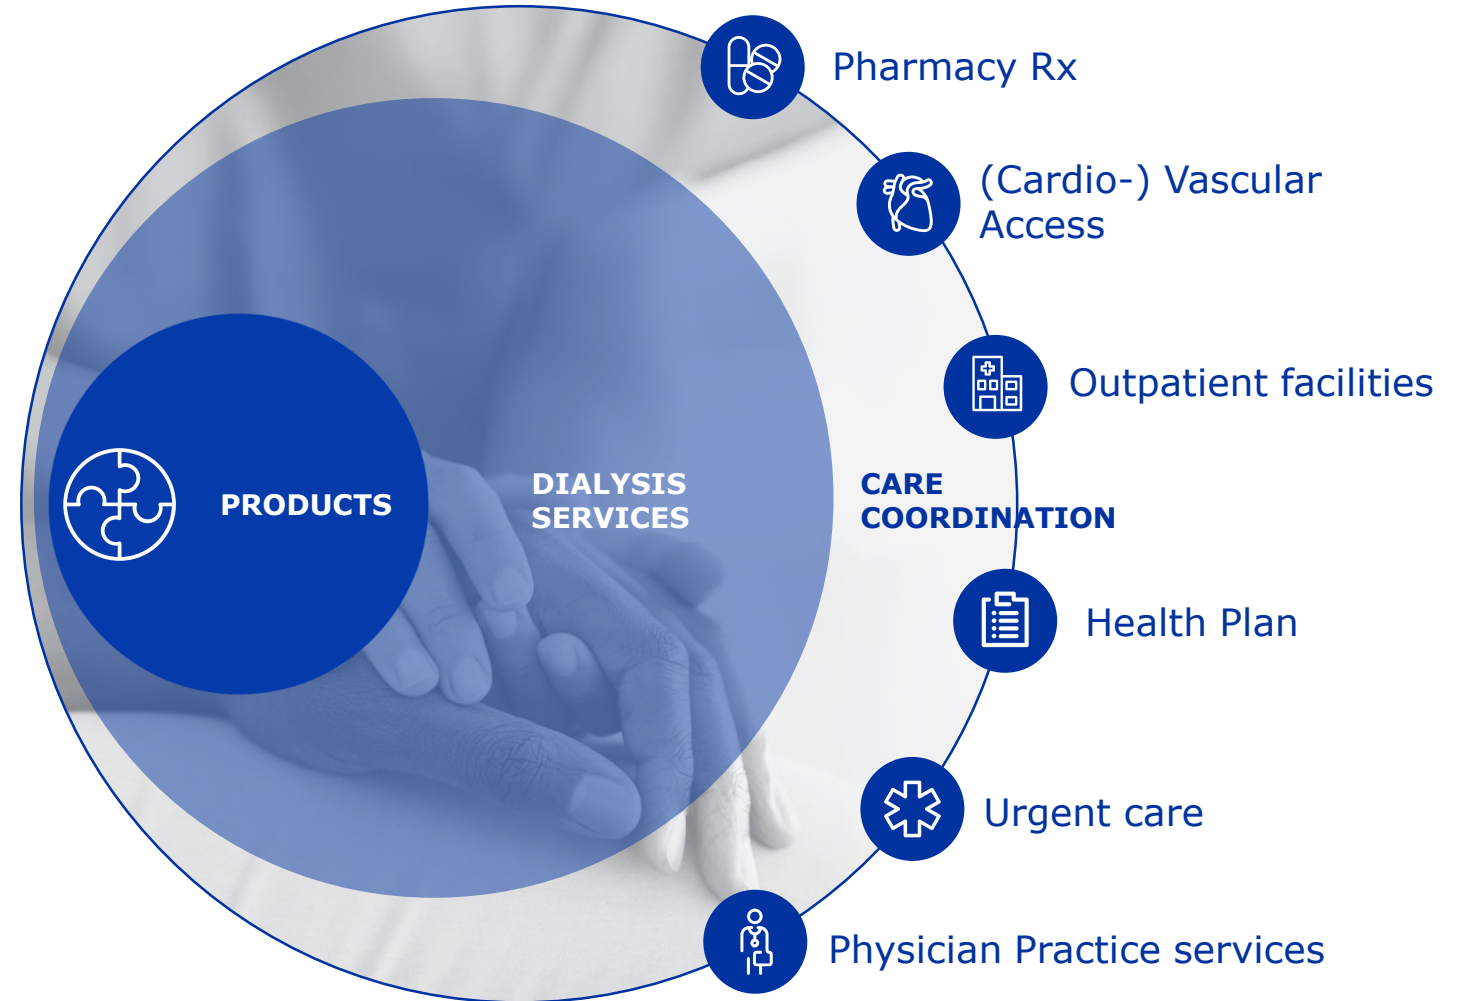 Pharmacy Rx
(Cardio-) Vascular
Access
Outpatient facilities
PRODUCTS
DIALYSIS
SERVICES
CARE
COORDINATION
Health Plan
Urgent care
Physician Practice services